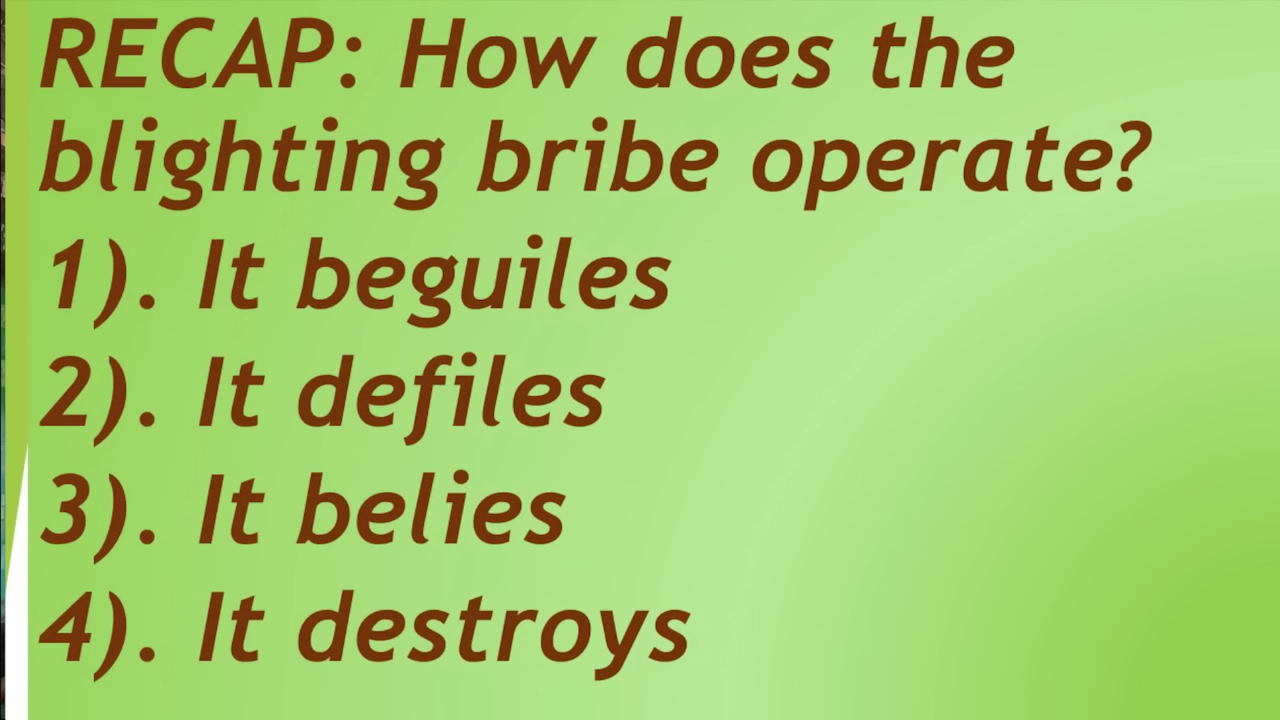 RECAP: How does the
blighting bribe operate?
1). It beguiles
2). It defiles
3). It belies
4). It destroys